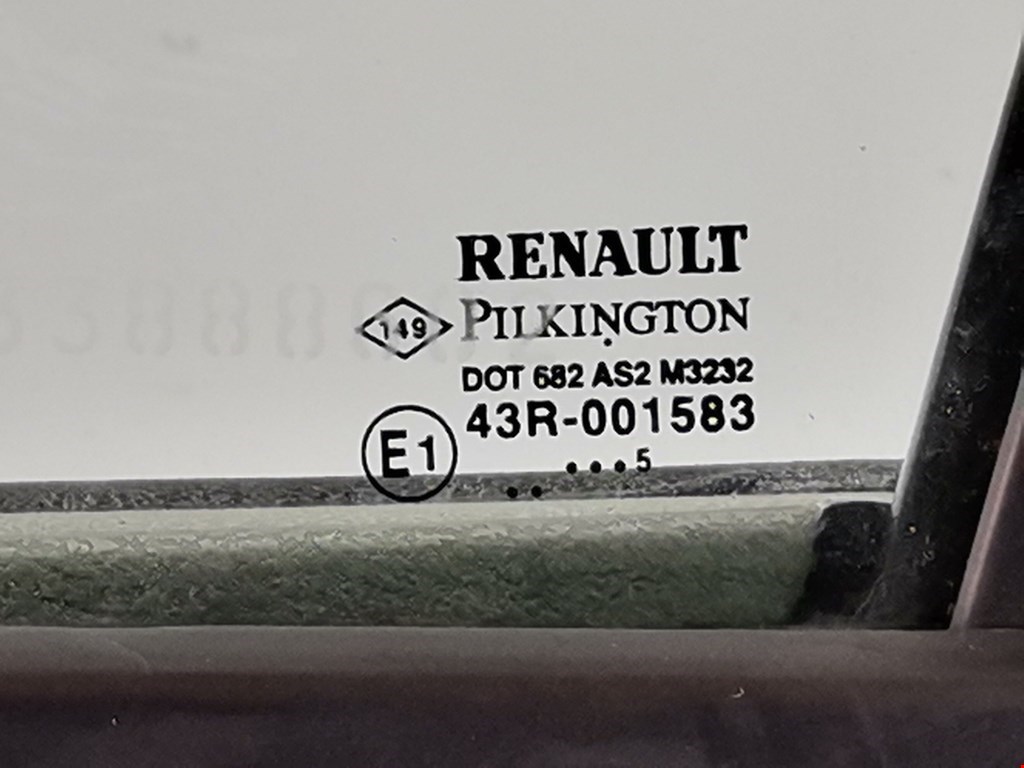 RENAULT
149 PILKINGTON
DOT 682 AS2 M3232
E1 43R-001583
...5
..